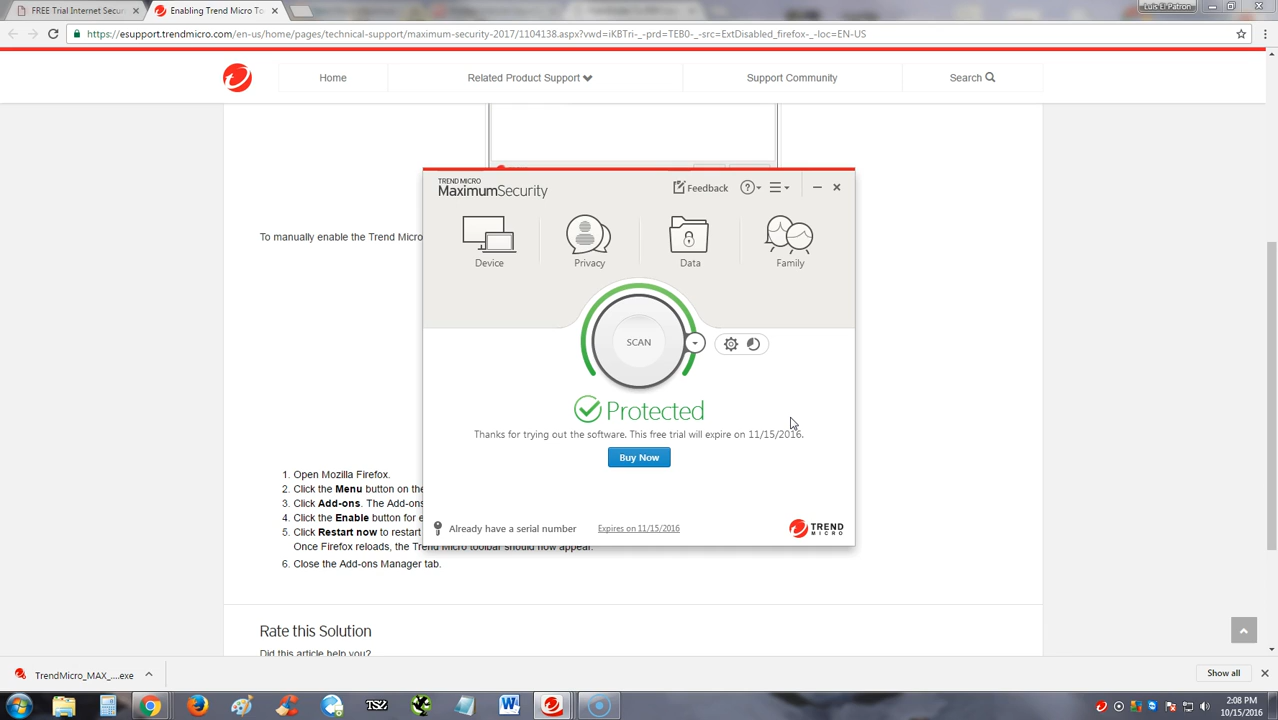 FREE Trial Internet Secur
Enabling Trend Micro To
Luis El Patron
https://esupport.trendmicro.com/en-us/home/pages/technical-support/maximum-security-2017/1104138.aspx?vwd=iKBTri-_-prd=TEB0-_-src=ExtDisabled_firefox-_-loc=EN-US
Home
Related Product Support
Support Community
Search
TREND MICRO
MaximumSecurity
Feedback
Device
Privacy
Data
Family
To manually enable the Trend Micro
SCAN
Protected
Thanks for trying out the software. This free trial will expire on 11/15/2016.
Buy Now
1. Open Mozilla Firefox.
2. Click the Menu button on the
3. Click Add-ons. The Add-ons
4. Click the Enable button for e
5. Click Restart now to restart
Once Firefox reloads, the Trend Micro toolbar should now appear.
6. Close the Add-ons Manager tab.
Already have a serial number
Expires on 11/15/2016
TREND
MICRO
Rate this Solution
Did this article help you?
TrendMicro_MAX_....exe
Show all
TSZ
2:08 PM
10/15/2016